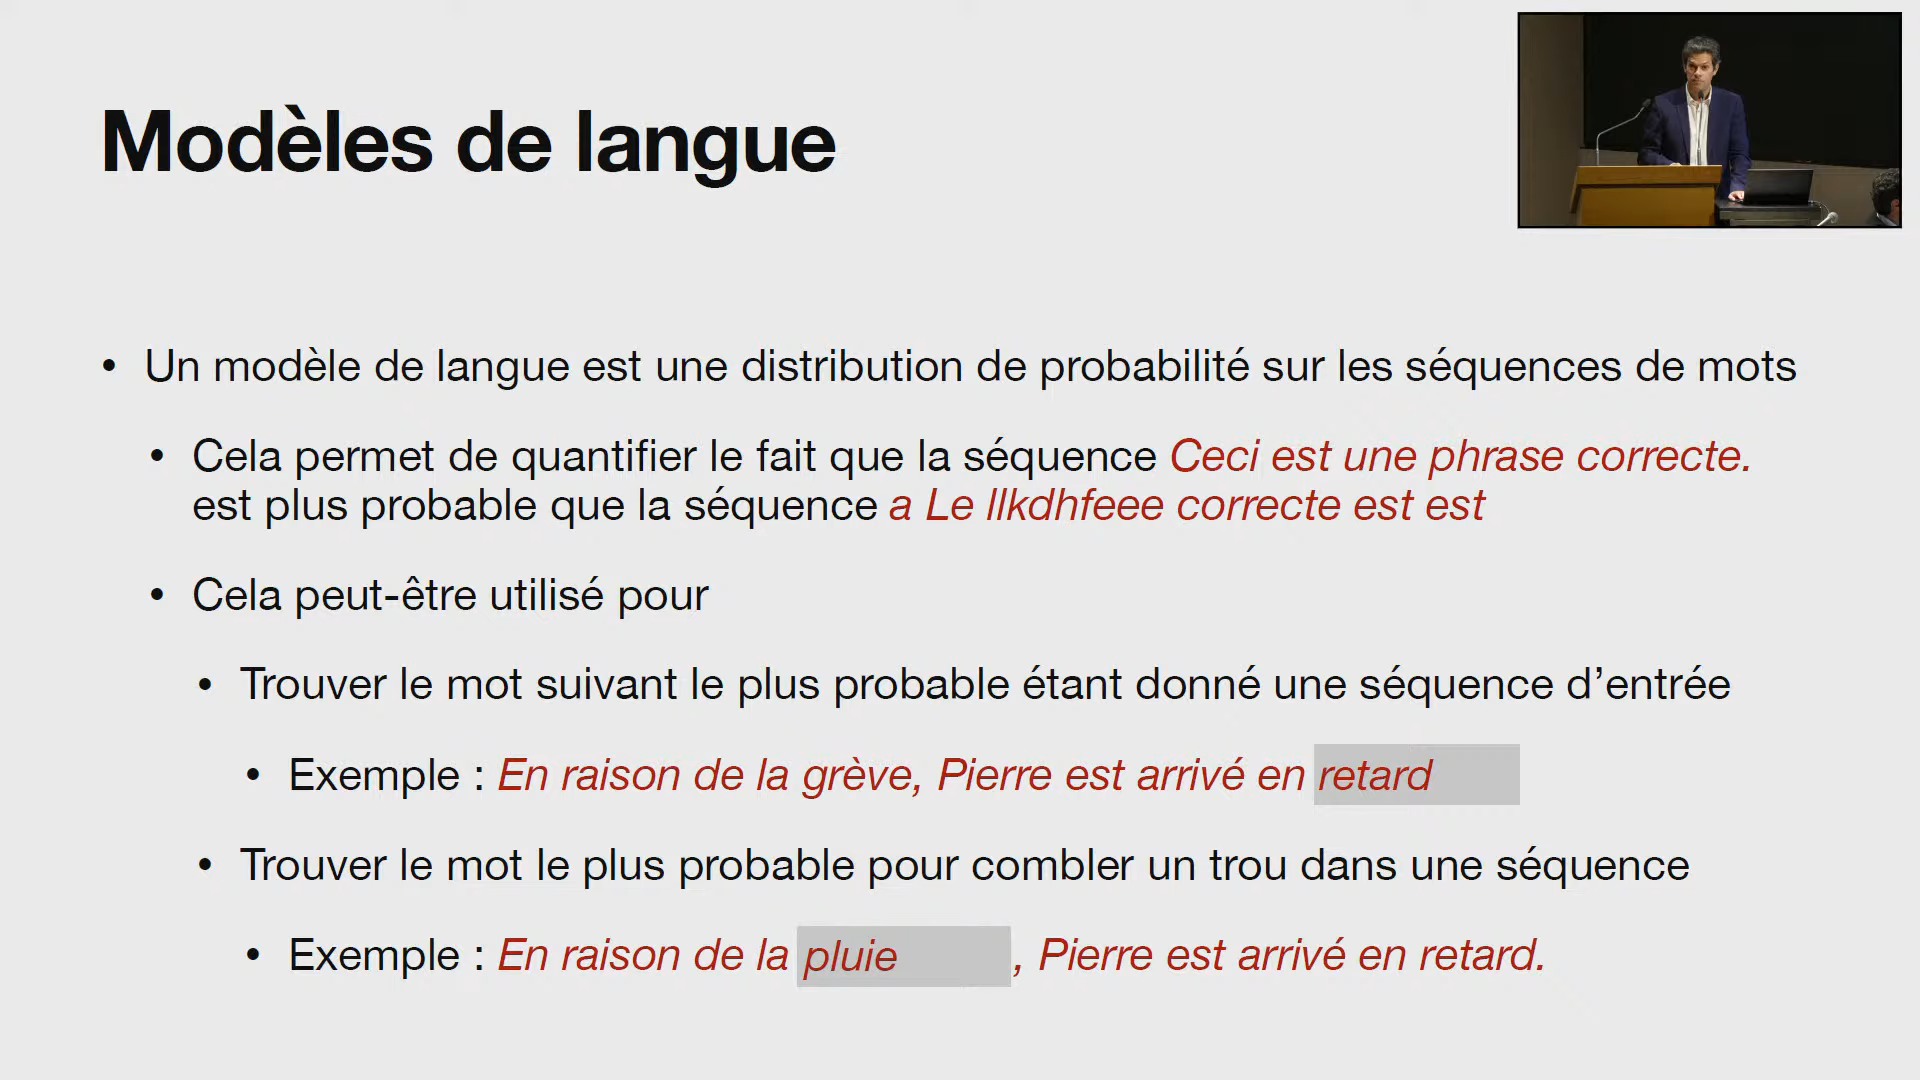 Modèles de langue
• Un modèle de langue est une distribution de probabilité sur les séquences de mots
• Cela permet de quantifier le fait que la séquence Ceci est une phrase correcte.
est plus probable que la séquence a Le llkdhfeee correcte est est
• Cela peut-être utilisé pour
• Trouver le mot suivant le plus probable étant donné une séquence d’entrée
• Exemple : En raison de la grève, Pierre est arrivé en retard
• Trouver le mot le plus probable pour combler un trou dans une séquence
• Exemple : En raison de la pluie , Pierre est arrivé en retard.